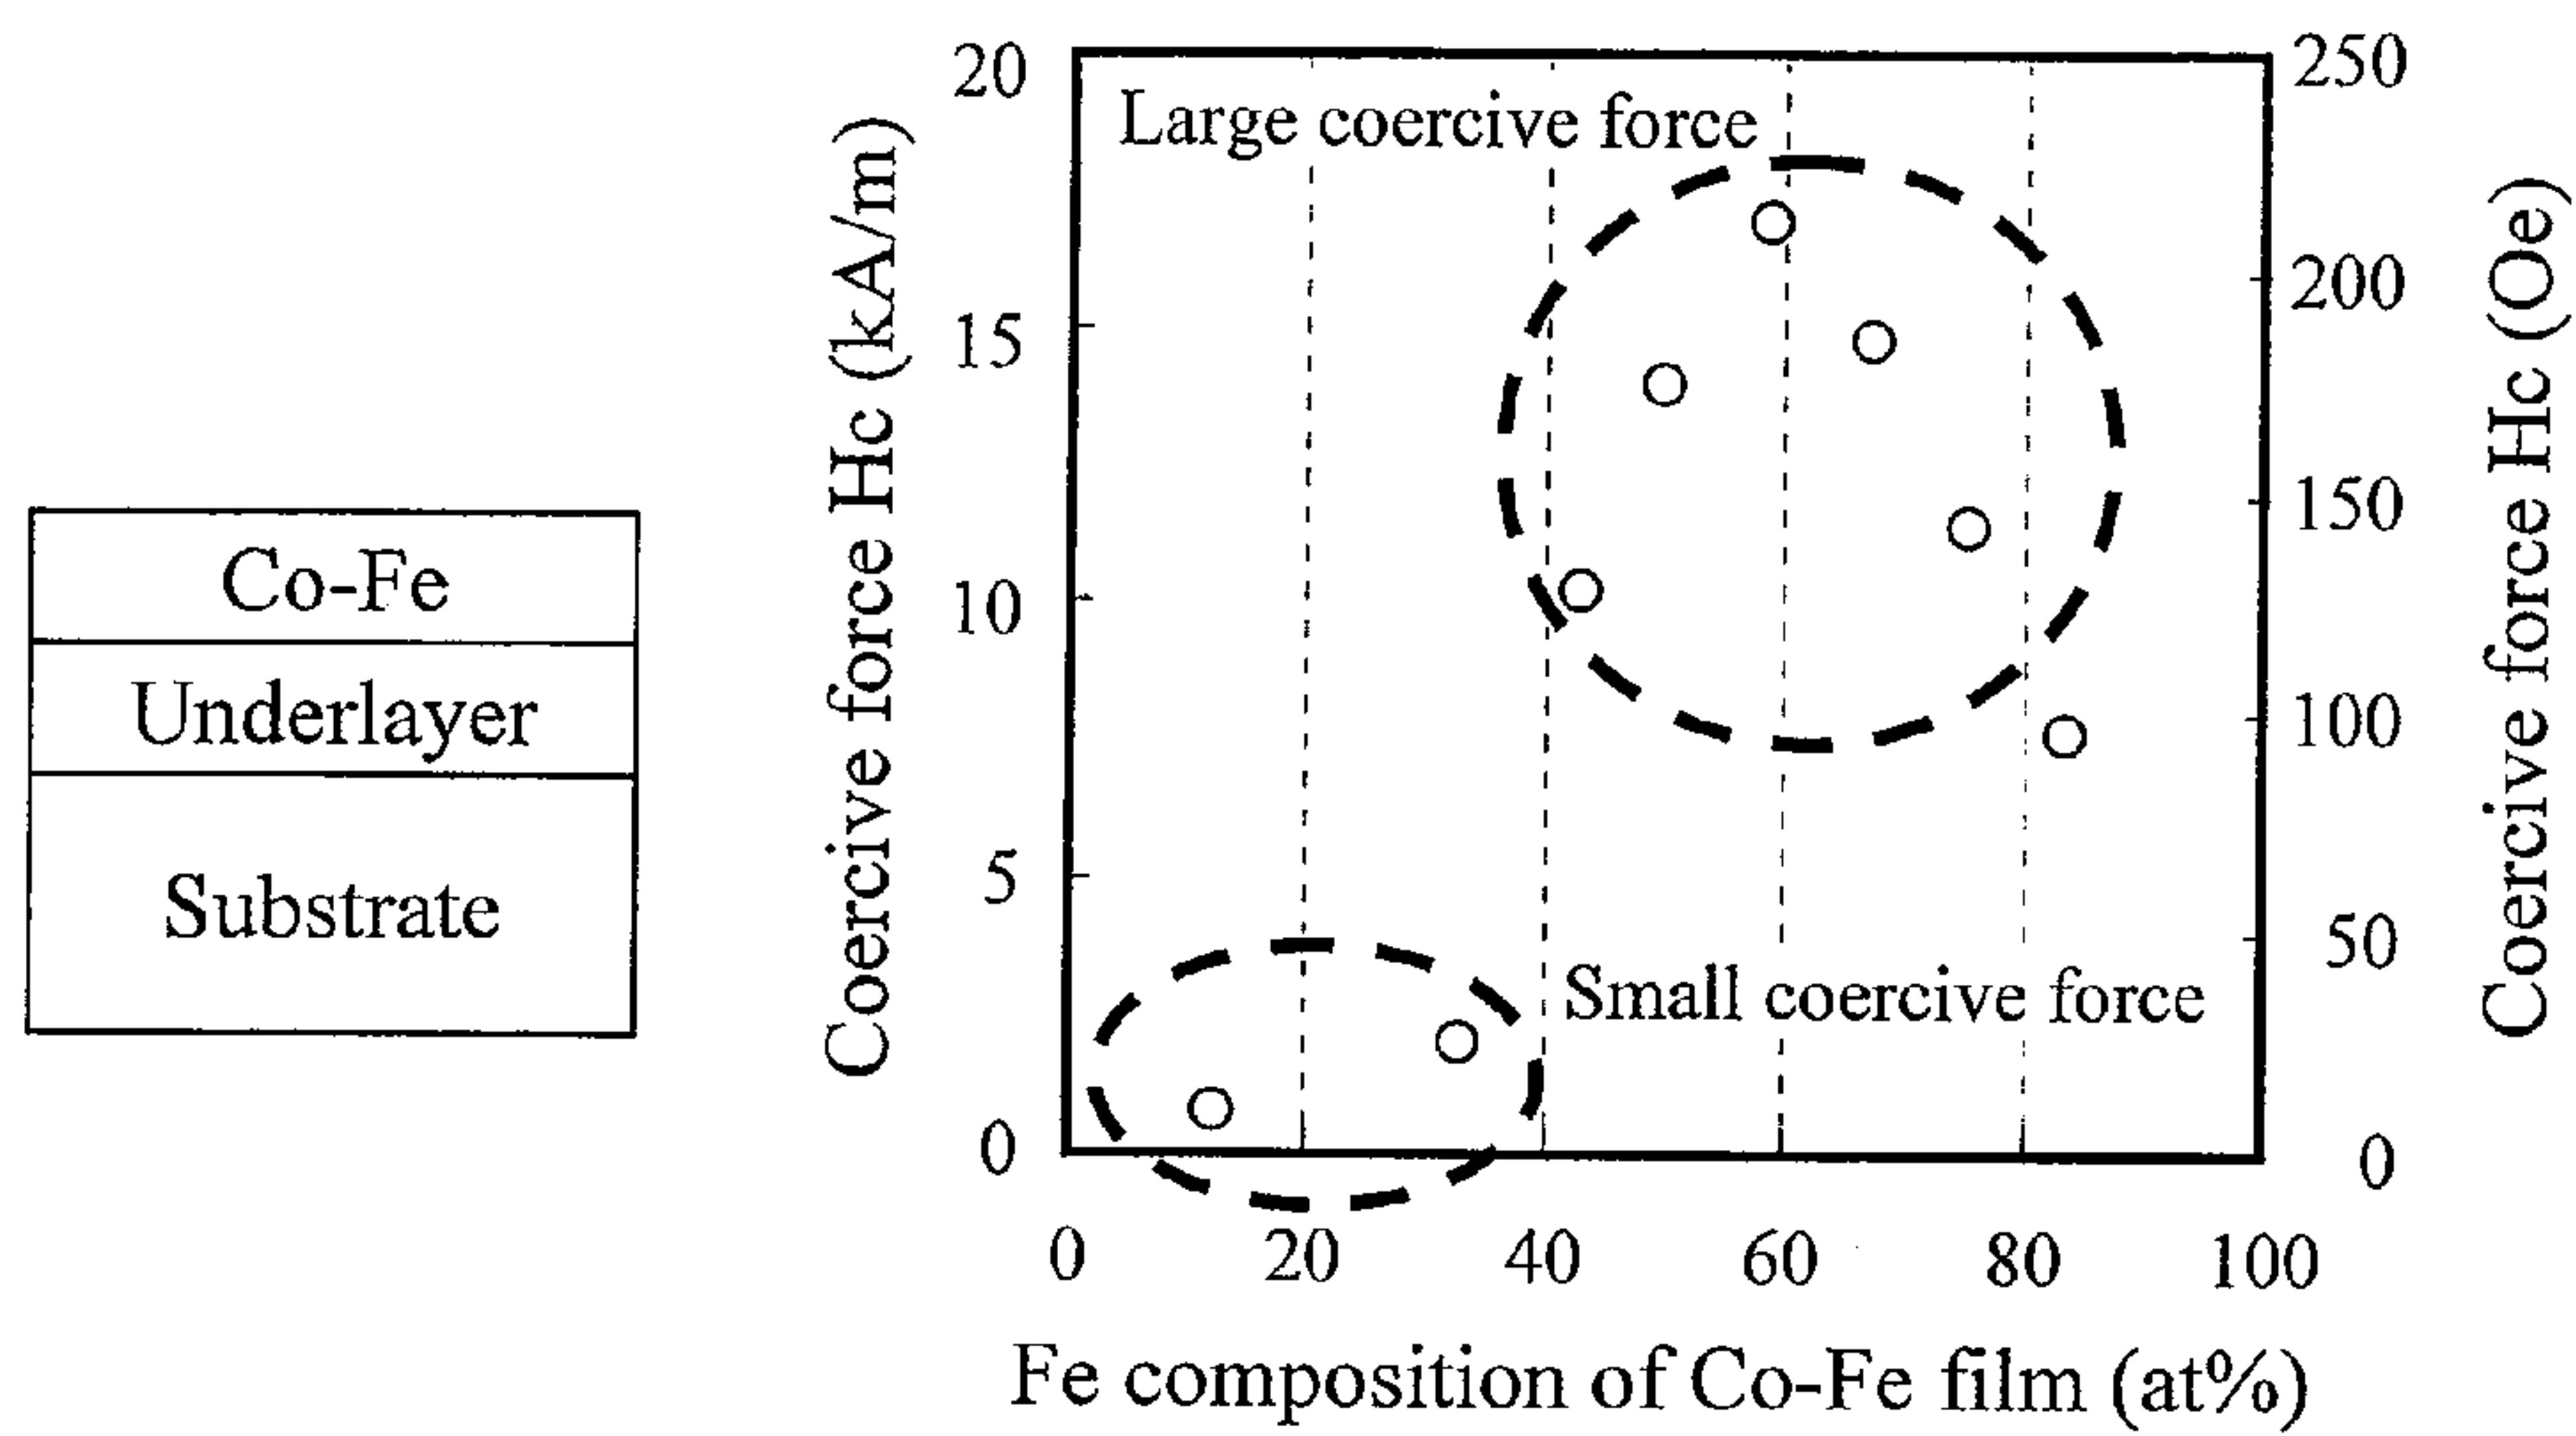 Co-Fe
Underlayer
Substrate
Coercive force Hc (kA/m)
20
15
10
5
0
Large coercive force
Small coercive force
250
200
150
100
50
0
Coercive force Hc (Oe)
0 20 40 60 80 100
Fe composition of Co-Fe film (at%)